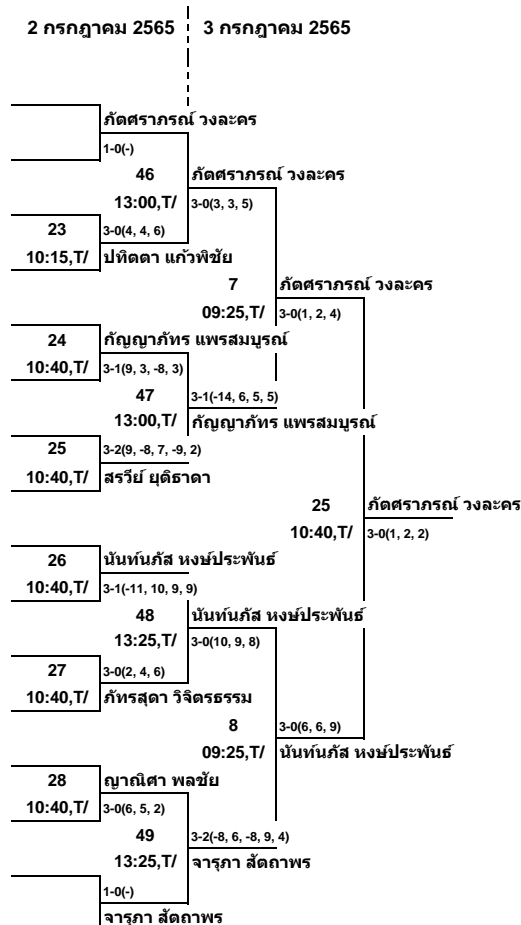 2 กรกฎาคม 2565 3 กรกฎาคม 2565
ภัตศราภรณ์ วงละคร
1-0(-)
46 ภัตศราภรณ์ วงละคร
13:00,T/ 3-0(3, 3, 5)
23 3-0(4, 4, 6)
10:15,T/ ปทิตตา แก้วพิชัย
7 ภัตศราภรณ์ วงละคร
09:25,T/ 3-0(1, 2, 4)
24 กัญญาภัทร แพรสมบูรณ์
10:40,T/ 3-1(9, 3, -8, 3)
47 3-1(-14, 6, 5, 5)
13:00,T/ กัญญาภัทร แพรสมบูรณ์
25 3-2(9, -8, 7, -9, 2)
10:40,T/ สรวีย์ ยุติธาดา
25 ภัตศราภรณ์ วงละคร
10:40,T/ 3-0(1, 2, 2)
26 นันท์นภัส หงษ์ประพันธ์
10:40,T/ 3-1(-11, 10, 9, 9)
48 นันท์นภัส หงษ์ประพันธ์
13:25,T/ 3-0(10, 9, 8)
27 3-0(2, 4, 6)
10:40,T/ ภัทรสุดา วิจิตรธรรม
8 3-0(6, 6, 9)
09:25,T/ นันท์นภัส หงษ์ประพันธ์
28 ญาณิศา พลชัย
10:40,T/ 3-0(6, 5, 2)
49 3-2(-8, 6, -8, 9, 4)
13:25,T/ จารุภา สัตถาพร
1-0(-)
จารุภา สัตถาพร